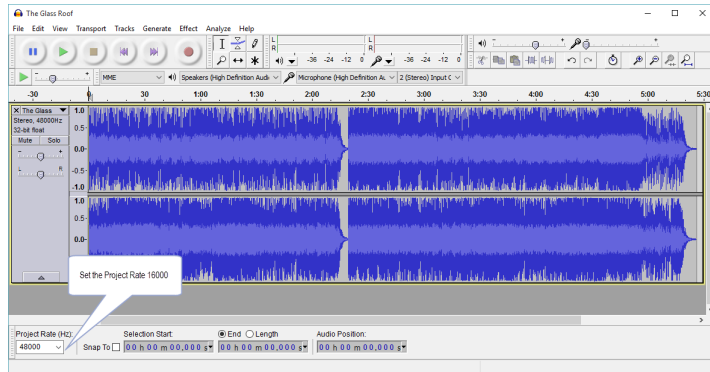 The Glass Roof
File Edit View Transport Tracks Generate Effect Analyze Help
L
R
-36 -24 -12 0
L
R
-36 -24 -12 0
MME
Speakers (High Definition Audi
Microphone (High Definition Au
2 (Stereo) Input C
-30 0 30 1:00 1:30 2:00 2:30 3:00 3:30 4:00 4:30 5:00 5:30
X The Glass
Stereo, 48000Hz
32-bit float
Mute Solo
- +
L R
1.0
0.5
0.0
-0.5
-1.0
1.0
0.5
0.0
Set the Project Rate 16000
Project Rate (Hz):
Selection Start:
End Length
Audio Position:
48000
Snap To
00 h 00 m 00.000 s
00 h 00 m 00.000 s
00 h 00 m 00.000 s